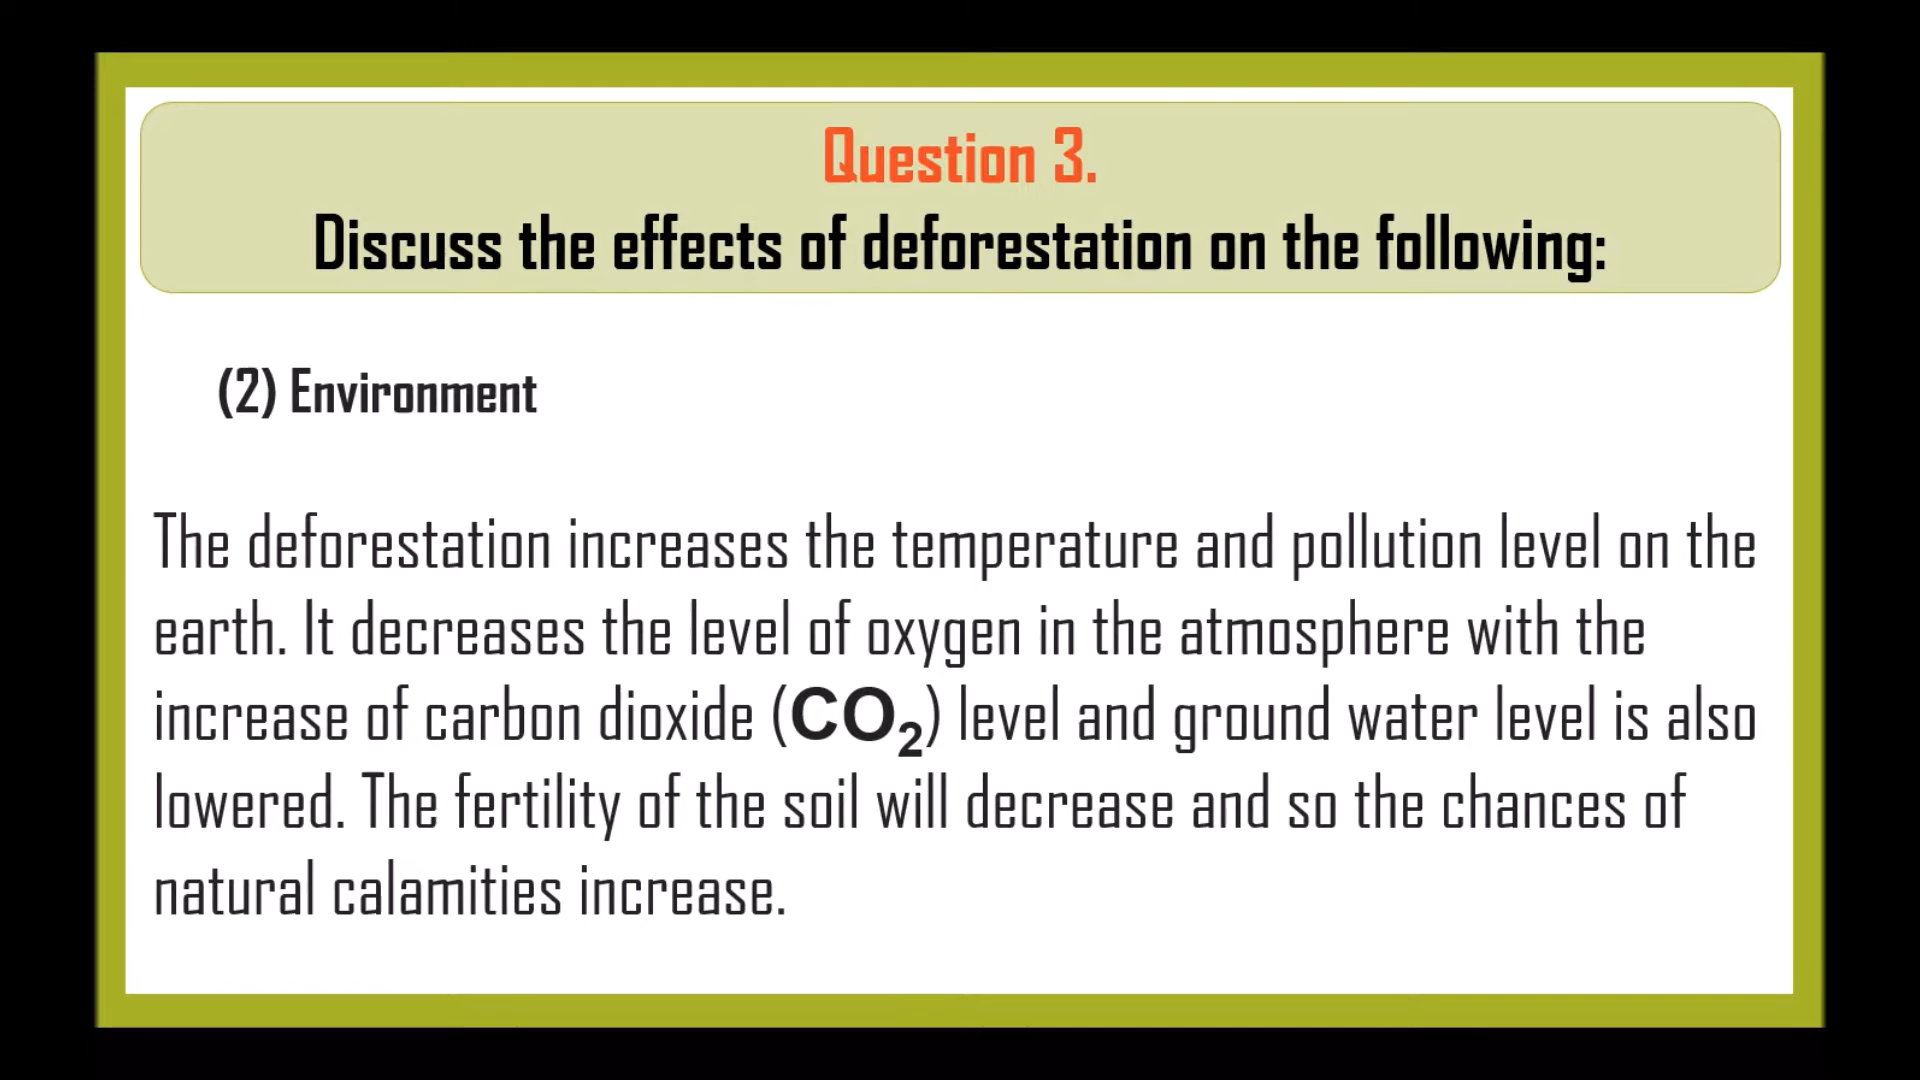 Question 3.
Discuss the effects of deforestation on the following:
(2) Environment
The deforestation increases the temperature and pollution level on the
earth. It decreases the level of oxygen in the atmosphere with the
increase of carbon dioxide (CO₂) level and ground water level is also
lowered. The fertility of the soil will decrease and so the chances of
natural calamities increase.